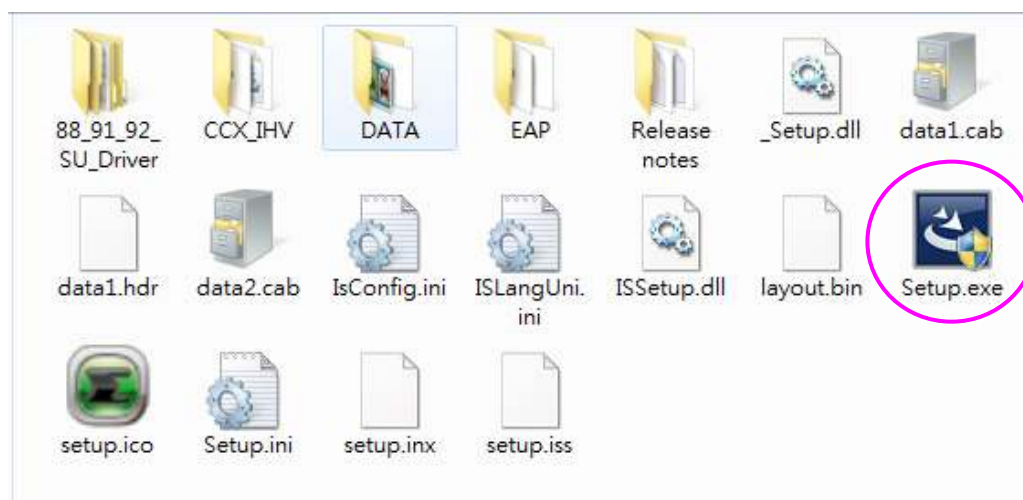 88_91_92_ CCX_IHV DATA EAP Release _Setup.dll data1.cab
SU_Driver notes
data1.hdr data2.cab IsConfig.ini ISLangUni. ISSetup.dll layout.bin Setup.exe
ini
setup.ico Setup.ini setup.inx setup.iss